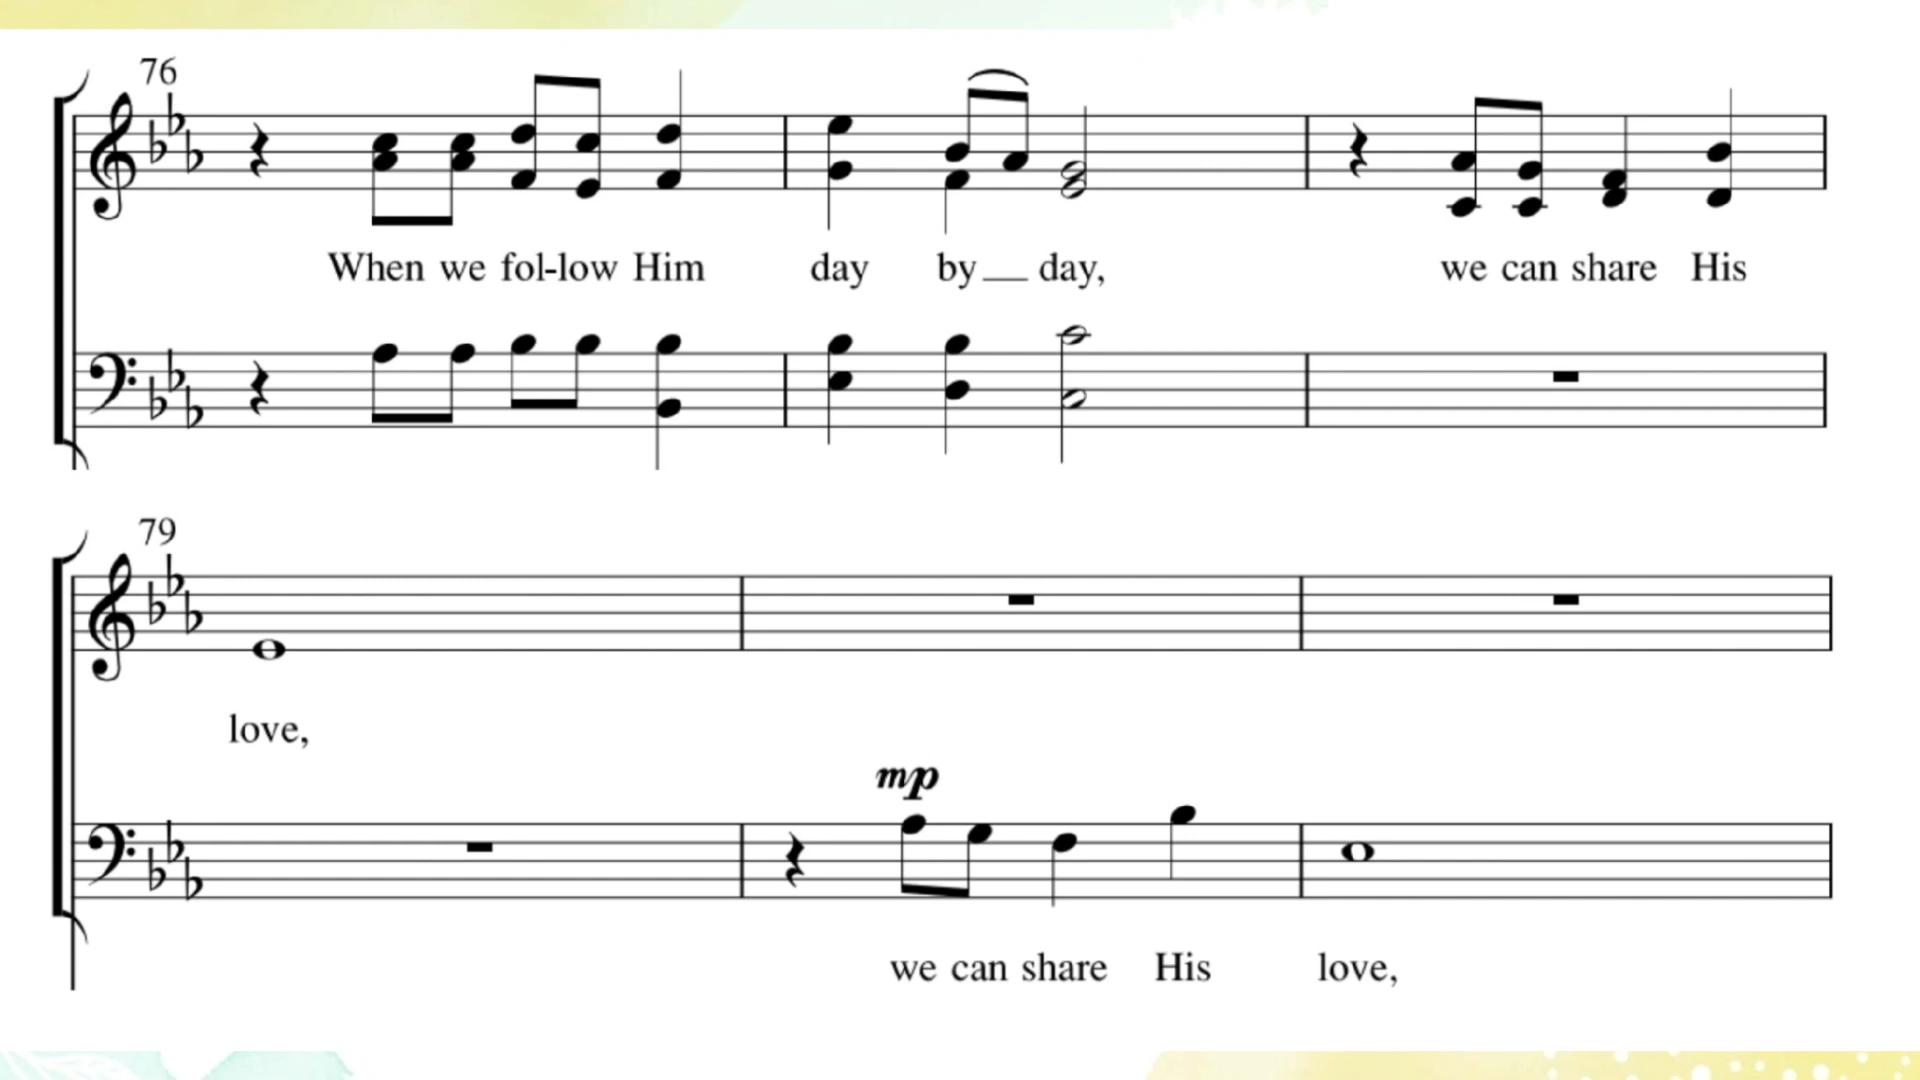 76
When we fol-low Him day by day, we can share His
79
love,
mp
we can share His love,